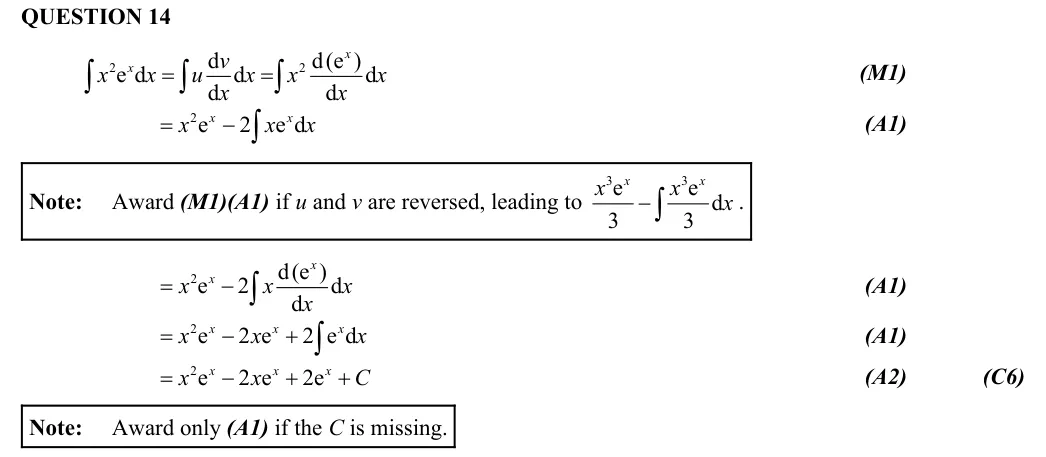 QUESTION 14
∫x²eˣdx = ∫u dv/dx dx = ∫x² d(eˣ)/dx dx (M1)
= x²eˣ − 2∫xeˣdx (A1)
Note: Award (M1)(A1) if u and v are reversed, leading to x³eˣ/3 − ∫x³eˣ/3 dx .
= x²eˣ − 2∫x d(eˣ)/dx dx (A1)
= x²eˣ − 2xeˣ + 2∫eˣdx (A1)
= x²eˣ − 2xeˣ + 2eˣ + C (A2) (C6)
Note: Award only (A1) if the C is missing.